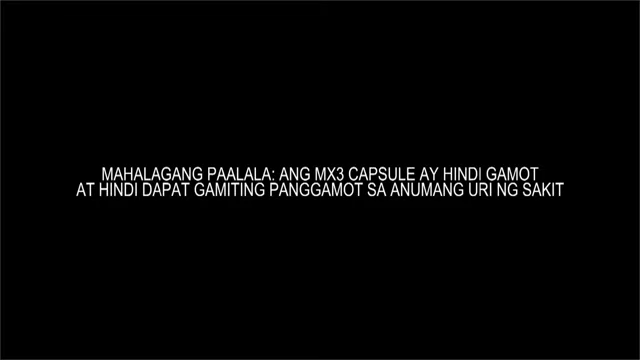 MAHALAGANG PAALALA: ANG MX3 CAPSULE AY HINDI GAMOT
AT HINDI DAPAT GAMITING PANGGAMOT SA ANUMANG URI NG SAKIT